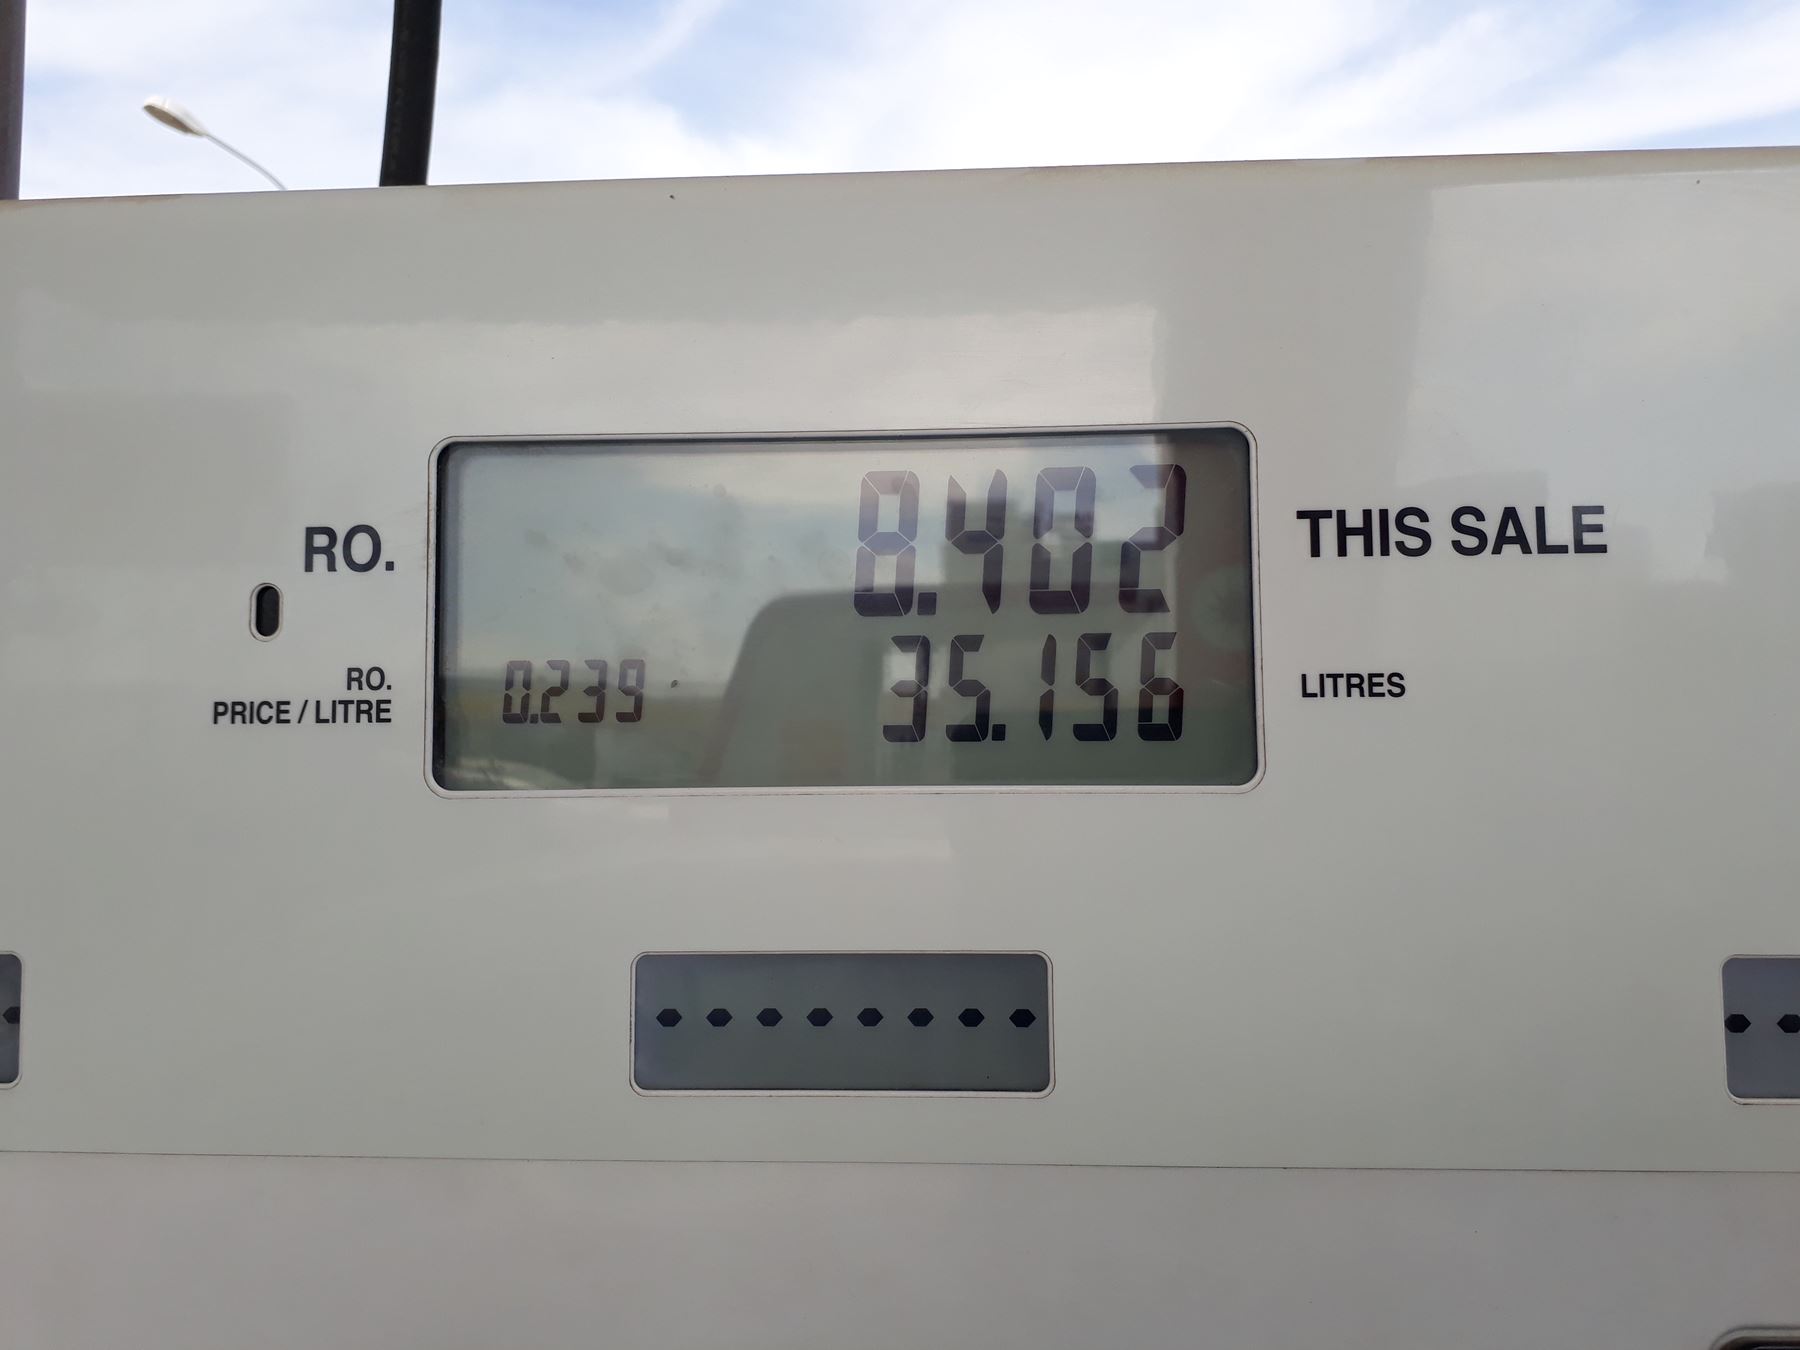 RO.
8.402
THIS SALE
RO.
PRICE / LITRE
0.239
35.156
LITRES